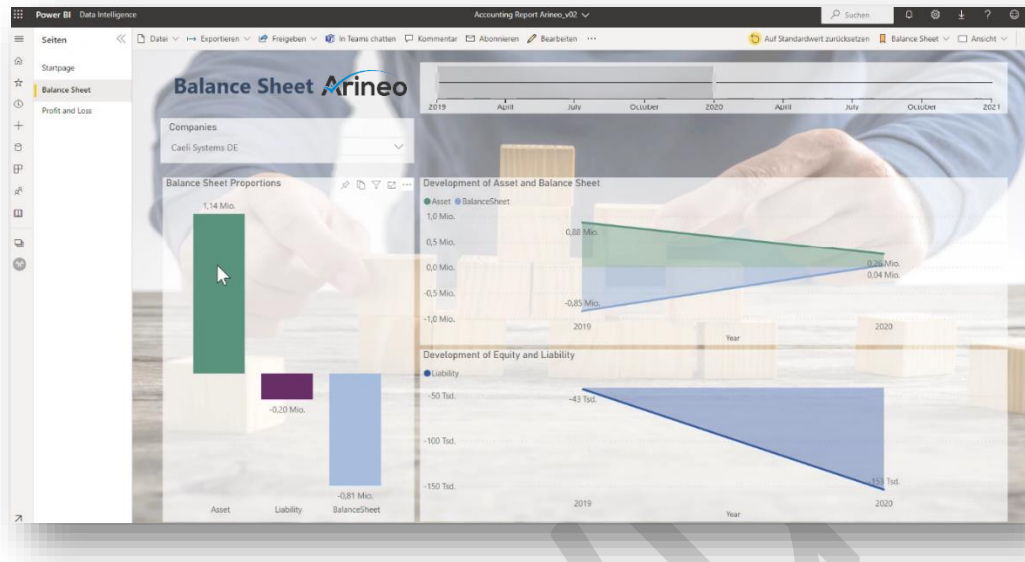 Power BI Data Intelligence
Accounting Report Arineo_v02
Suchen
Seiten
Datei Exportieren Freigeben In Teams chatten Kommentar Abonnieren Bearbeiten ...
Auf Standardwert zurücksetzen Balance Sheet Ansicht
Startpage
Balance Sheet
Profit and Loss
Balance Sheet Arineo
2019 April July October 2020 April July October 2021
Companies
Caeli Systems DE
Balance Sheet Proportions
1,14 Mio.
-0,20 Mio.
-0,81 Mio.
Asset Liability BalanceSheet
Development of Asset and Balance Sheet
Asset BalanceSheet
1,0 Mio.
0,5 Mio.
0,0 Mio.
-0,5 Mio.
-1,0 Mio.
0,88 Mio.
0,26 Mio.
0,04 Mio.
-0,85 Mio.
2019 2020
Year
Development of Equity and Liability
Liability
-50 Tsd.
-100 Tsd.
-150 Tsd.
-43 Tsd.
-153 Tsd.
2019 2020
Year